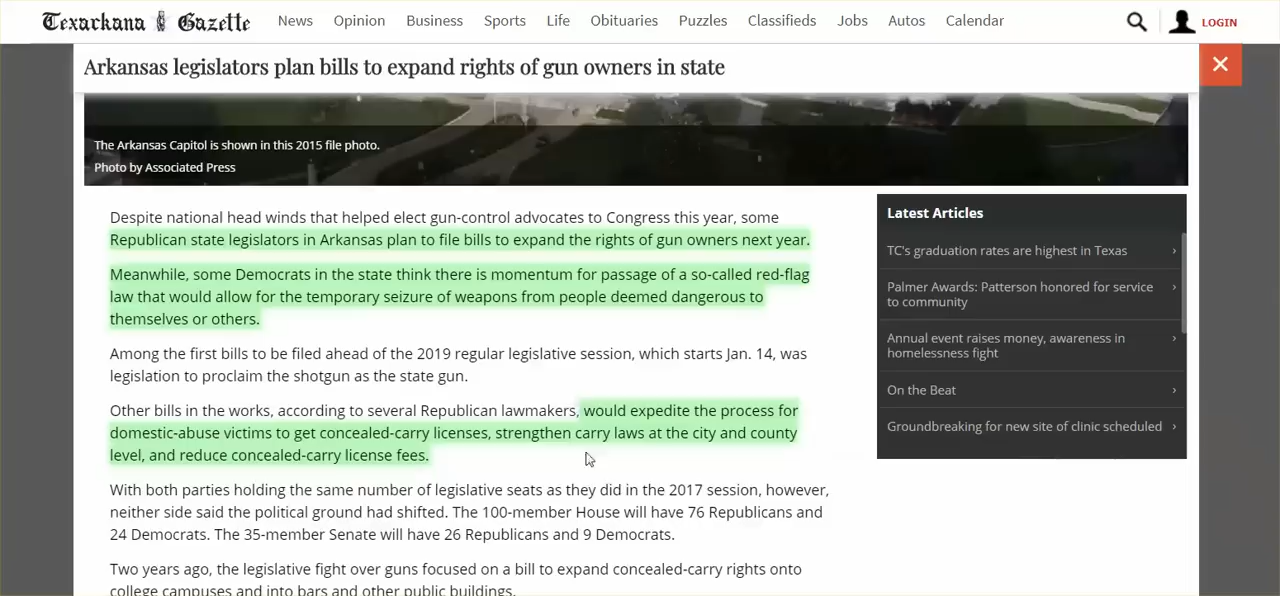 Texarkana Gazette
News Opinion Business Sports Life Obituaries Puzzles Classifieds Jobs Autos Calendar
LOGIN
Arkansas legislators plan bills to expand rights of gun owners in state
The Arkansas Capitol is shown in this 2015 file photo.
Photo by Associated Press
Despite national head winds that helped elect gun-control advocates to Congress this year, some
Republican state legislators in Arkansas plan to file bills to expand the rights of gun owners next year.
Meanwhile, some Democrats in the state think there is momentum for passage of a so-called red-flag
law that would allow for the temporary seizure of weapons from people deemed dangerous to
themselves or others.
Among the first bills to be filed ahead of the 2019 regular legislative session, which starts Jan. 14, was
legislation to proclaim the shotgun as the state gun.
Other bills in the works, according to several Republican lawmakers, would expedite the process for
domestic-abuse victims to get concealed-carry licenses, strengthen carry laws at the city and county
level, and reduce concealed-carry license fees.
With both parties holding the same number of legislative seats as they did in the 2017 session, however,
neither side said the political ground had shifted. The 100-member House will have 76 Republicans and
24 Democrats. The 35-member Senate will have 26 Republicans and 9 Democrats.
Two years ago, the legislative fight over guns focused on a bill to expand concealed-carry rights onto
college campuses and into bars and other public buildings.
Latest Articles
TC's graduation rates are highest in Texas
Palmer Awards: Patterson honored for service
to community
Annual event raises money, awareness in
homelessness fight
On the Beat
Groundbreaking for new site of clinic scheduled